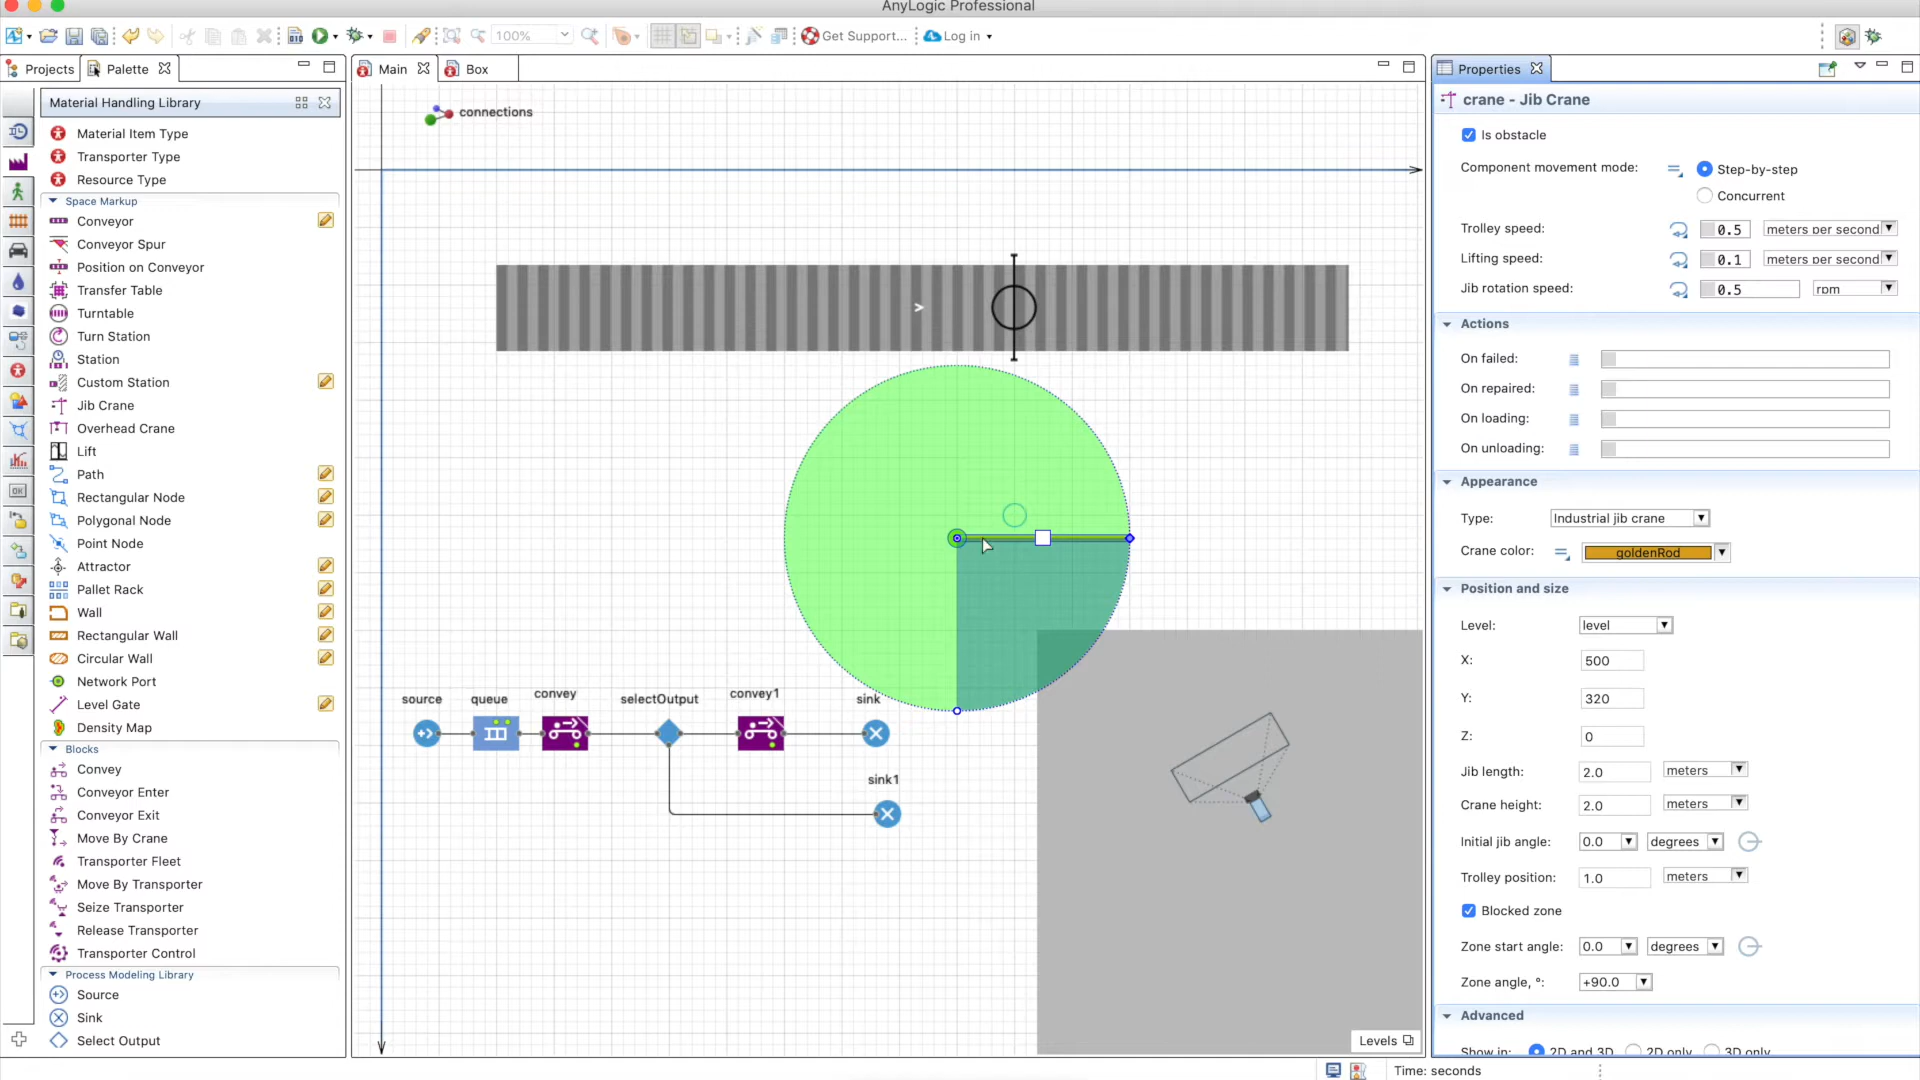 AnyLogic Professional
100%
Get Support...
Log in
Projects
Palette
Main
Box
Properties
Material Handling Library
Material Item Type
Transporter Type
Resource Type
Space Markup
Conveyor
Conveyor Spur
Position on Conveyor
Transfer Table
Turntable
Turn Station
Station
Custom Station
Jib Crane
Overhead Crane
Lift
Path
Rectangular Node
Polygonal Node
Point Node
Attractor
Pallet Rack
Wall
Rectangular Wall
Circular Wall
Network Port
Level Gate
Density Map
Blocks
Convey
Conveyor Enter
Conveyor Exit
Move By Crane
Transporter Fleet
Move By Transporter
Seize Transporter
Release Transporter
Transporter Control
Process Modeling Library
Source
Sink
Select Output
connections
source
queue
convey
selectOutput
convey1
sink
sink1
Levels
crane - Jib Crane
Is obstacle
Component movement mode:
Step-by-step
Concurrent
Trolley speed: 0.5 meters per second
Lifting speed: 0.1 meters per second
Jib rotation speed: 0.5 rpm
Actions
On failed:
On repaired:
On loading:
On unloading:
Appearance
Type: Industrial jib crane
Crane color: goldenRod
Position and size
Level: level
X: 500
Y: 320
Z: 0
Jib length: 2.0 meters
Crane height: 2.0 meters
Initial jib angle: 0.0 degrees
Trolley position: 1.0 meters
Blocked zone
Zone start angle: 0.0 degrees
Zone angle, °: +90.0
Advanced
Show in: 2D and 3D 2D only 3D only
Time: seconds